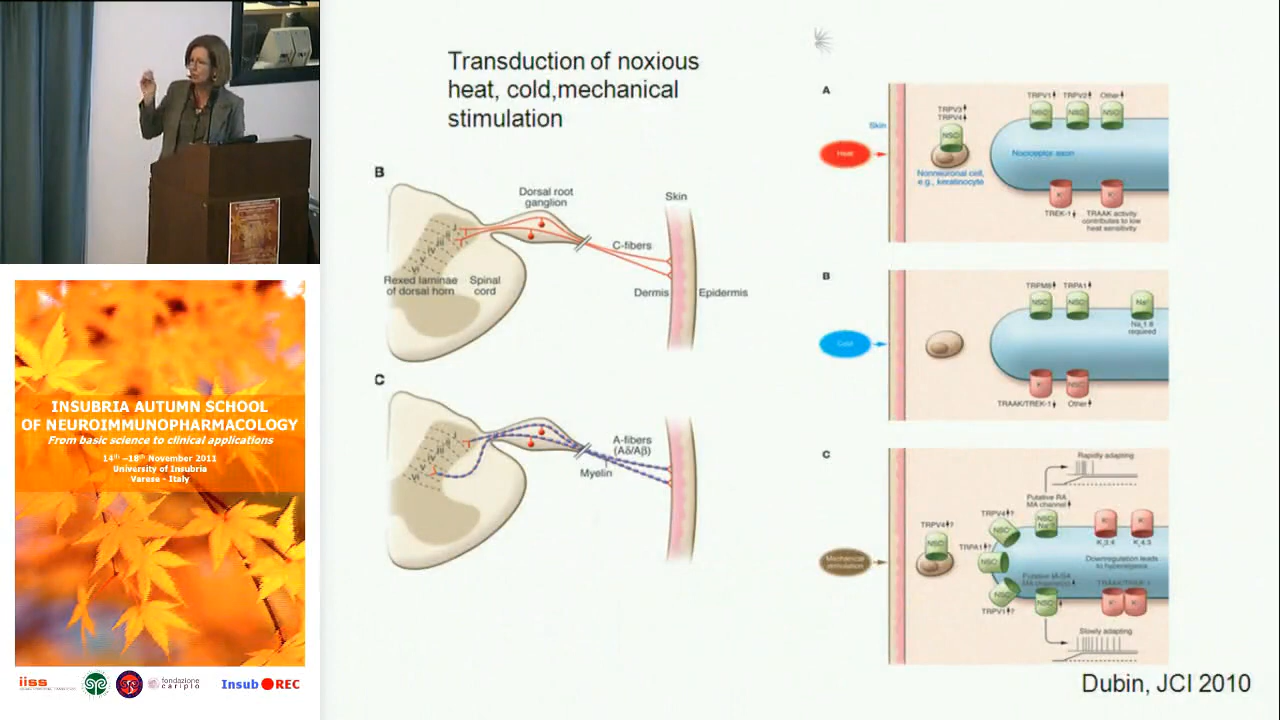 Transduction of noxious
heat, cold,mechanical
stimulation
B
Dorsal root
ganglion
Skin
C-fibers
Rexed laminae
of dorsal horn
Spinal
cord
Dermis
Epidermis
C
A-fibers
(Aδ/Aβ)
Myelin
A
Skin
Heat
TRPV3
TRPV4
NSC
Nonneuronal cell,
e.g., keratinocyte
TRPV1
TRPV2
Other
NSC
NSC
NSC
Nociceptor axon
K+
K+
TREK-1
TRAAK activity
contributes to low
heat sensitivity
B
Cold
TRPM8
TRPA1
NSC
NSC
Na+
Nav1.8
required
K+
NSC
TRAAK/TREK-1
Other
C
Mechanical
stimulation
Rapidly adapting
Putative RA
MA channel
TRPV4?
TRPV4?
NSC
NSC
NSC
TRPA1?
NSC
NSC
TRPV1?
NSC
K+
K+
Downregulation leads
to hyperalgesia
TRAAK/TREK-1
K+
K+
Slowly adapting
Dubin, JCI 2010
INSUBRIA AUTUMN SCHOOL
OF NEUROIMMUNOPHARMACOLOGY
From basic science to clinical applications
14th –18th November 2011
University of Insubria
Varese - Italy
iiss
fondazione
cariplo
Insub REC